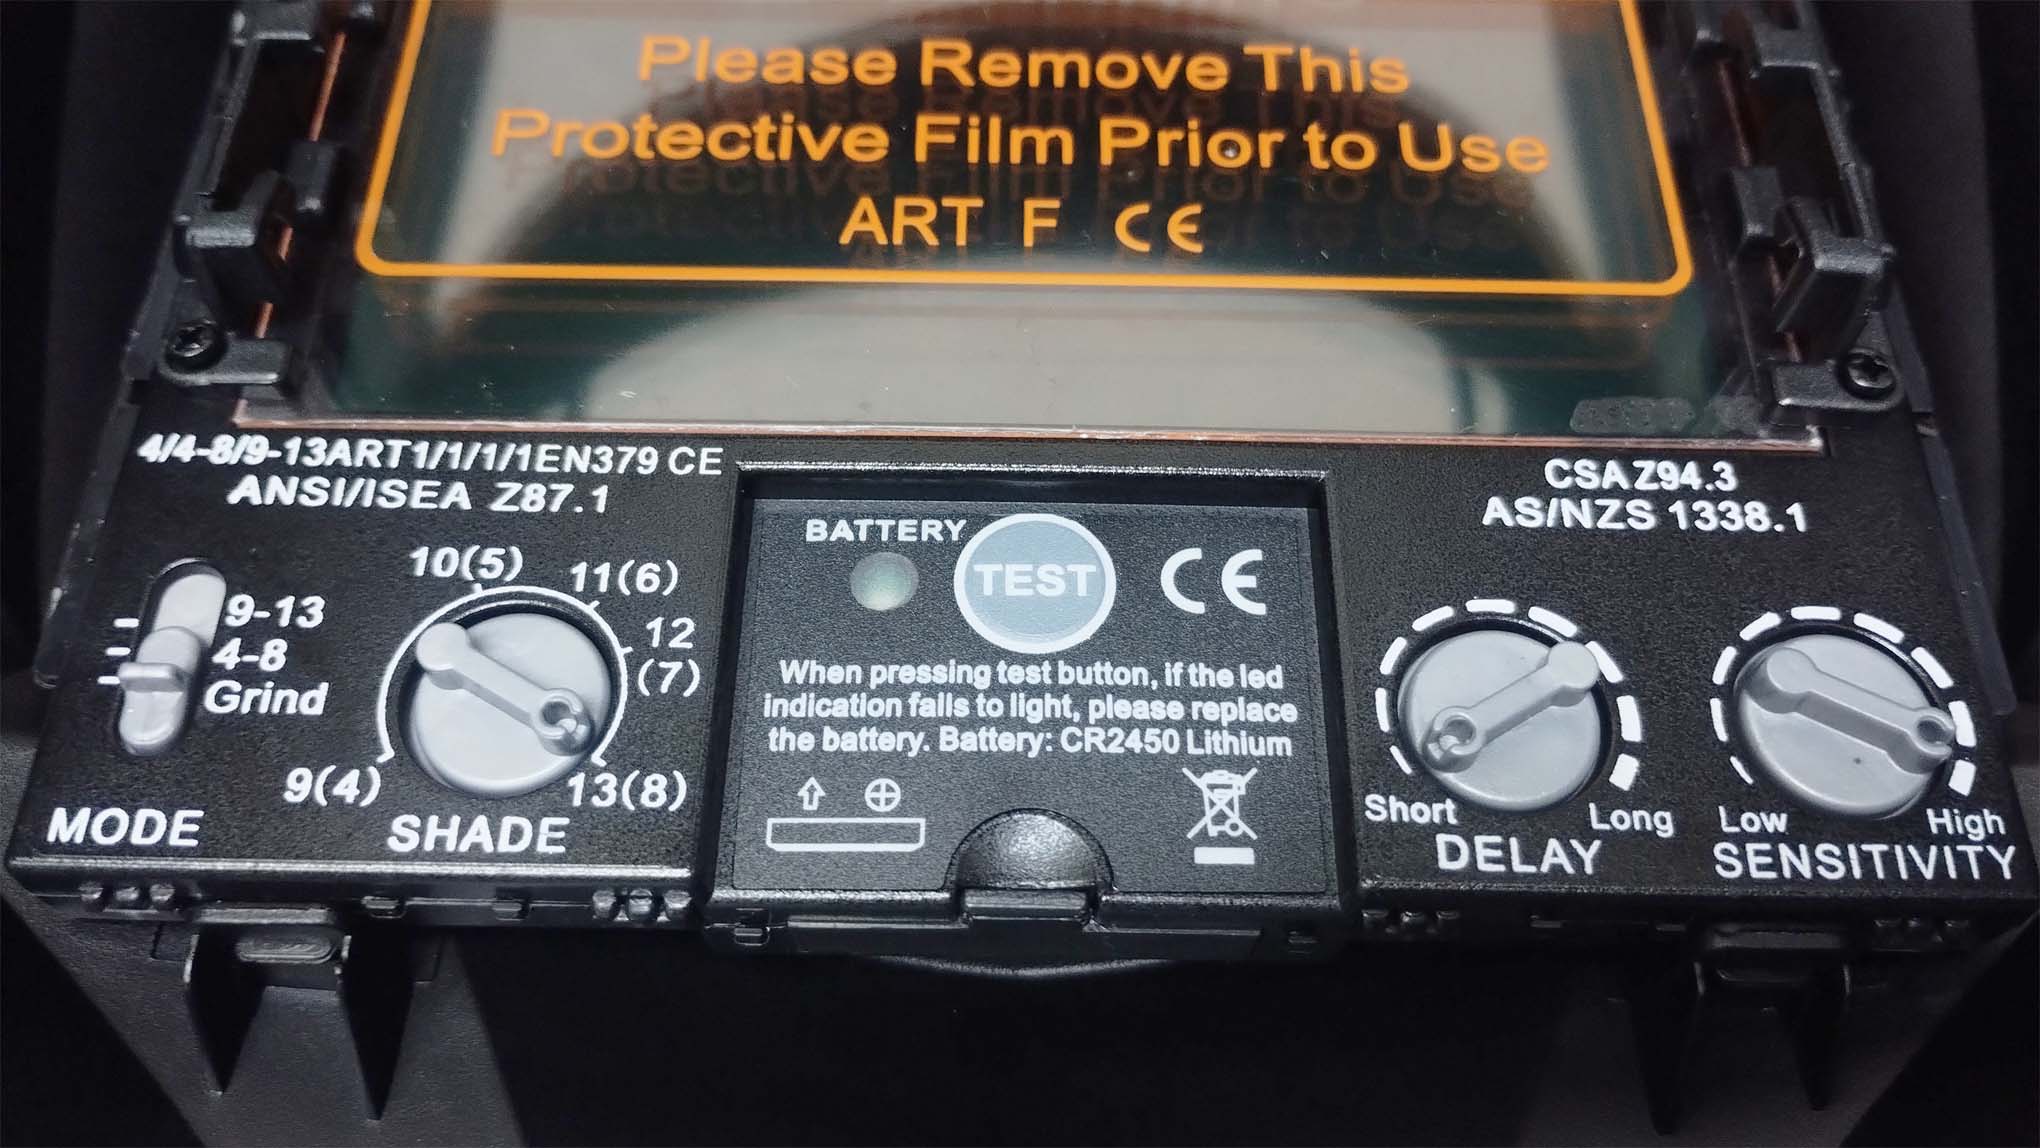 Please Remove This
Protective Film Prior to Use
ART F CE
4/4-8/9-13ART1/1/1/1EN379 CE
ANSI/ISEA Z87.1
9-13
4-8
Grind
MODE
10(5)
11(6)
12
(7)
9(4)
13(8)
SHADE
BATTERY
TEST
CE
When pressing test button, if the led
indication fails to light, please replace
the battery. Battery: CR2450 Lithium
CSA Z94.3
AS/NZS 1338.1
Short
Long
DELAY
Low
High
SENSITIVITY